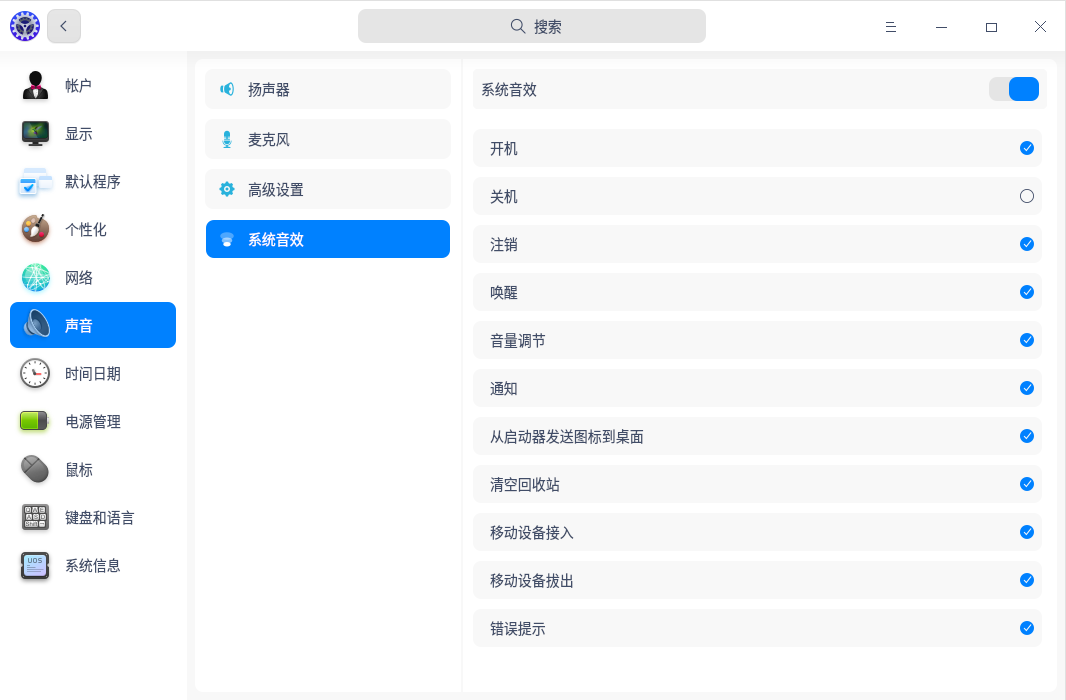 搜索
帐户
显示
默认程序
个性化
网络
声音
时间日期
电源管理
鼠标
键盘和语言
系统信息
扬声器
麦克风
高级设置
系统音效
系统音效
开机
关机
注销
唤醒
音量调节
通知
从启动器发送图标到桌面
清空回收站
移动设备接入
移动设备拔出
错误提示
UOS